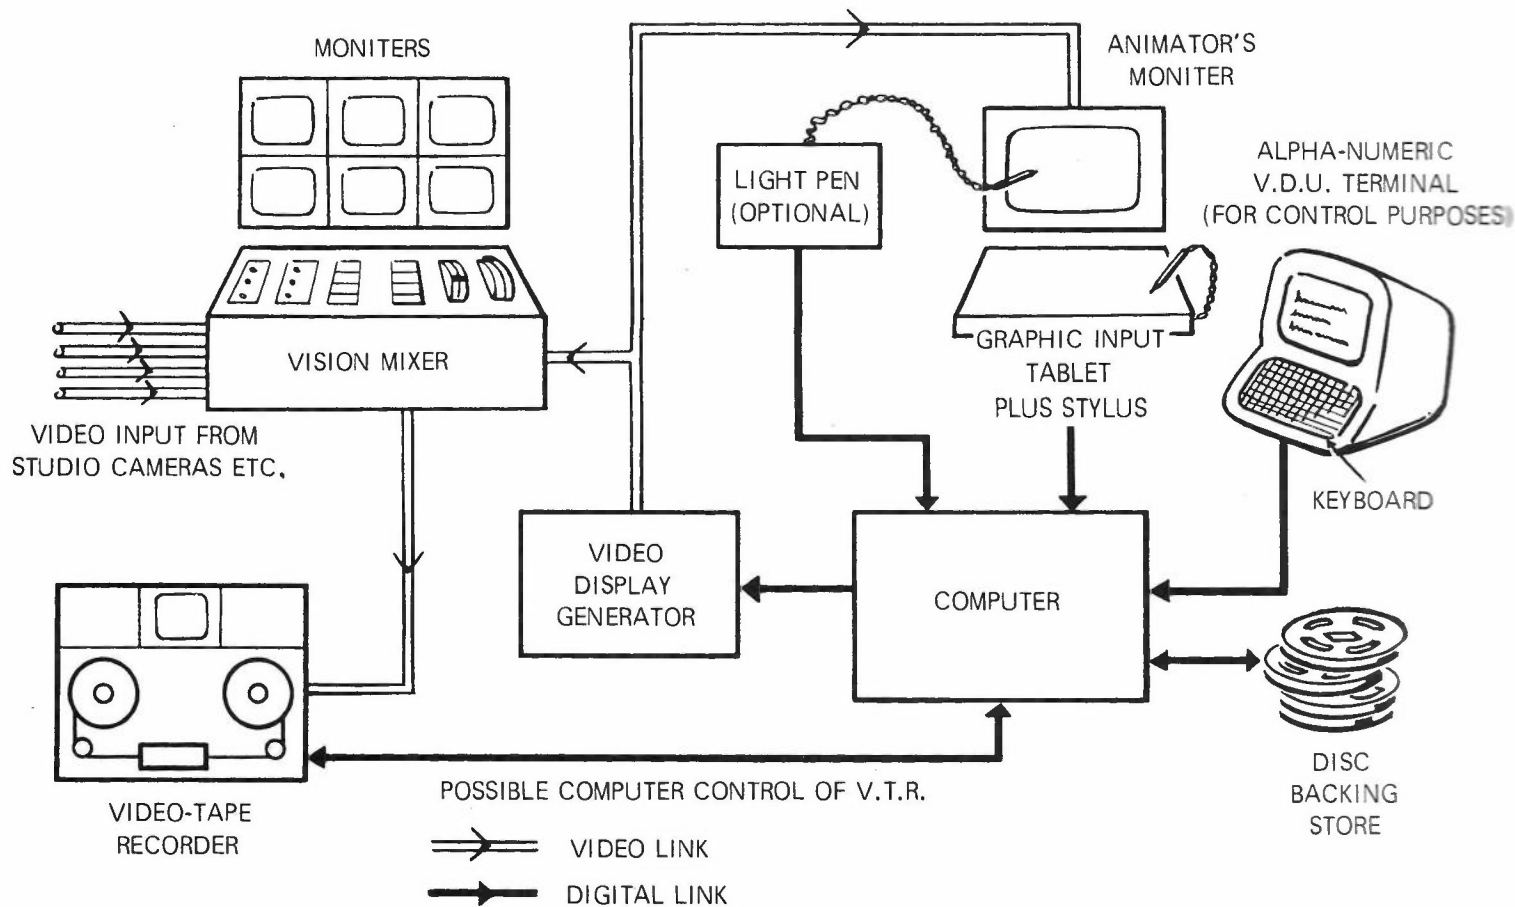 MONITERS
ANIMATOR'S
MONITER
ALPHA-NUMERIC
V.D.U. TERMINAL
(FOR CONTROL PURPOSES)
LIGHT PEN
(OPTIONAL)
GRAPHIC INPUT
TABLET
PLUS STYLUS
VISION MIXER
VIDEO INPUT FROM
STUDIO CAMERAS ETC.
KEYBOARD
VIDEO
DISPLAY
GENERATOR
COMPUTER
DISC
BACKING
STORE
POSSIBLE COMPUTER CONTROL OF V.T.R.
VIDEO-TAPE
RECORDER
VIDEO LINK
DIGITAL LINK